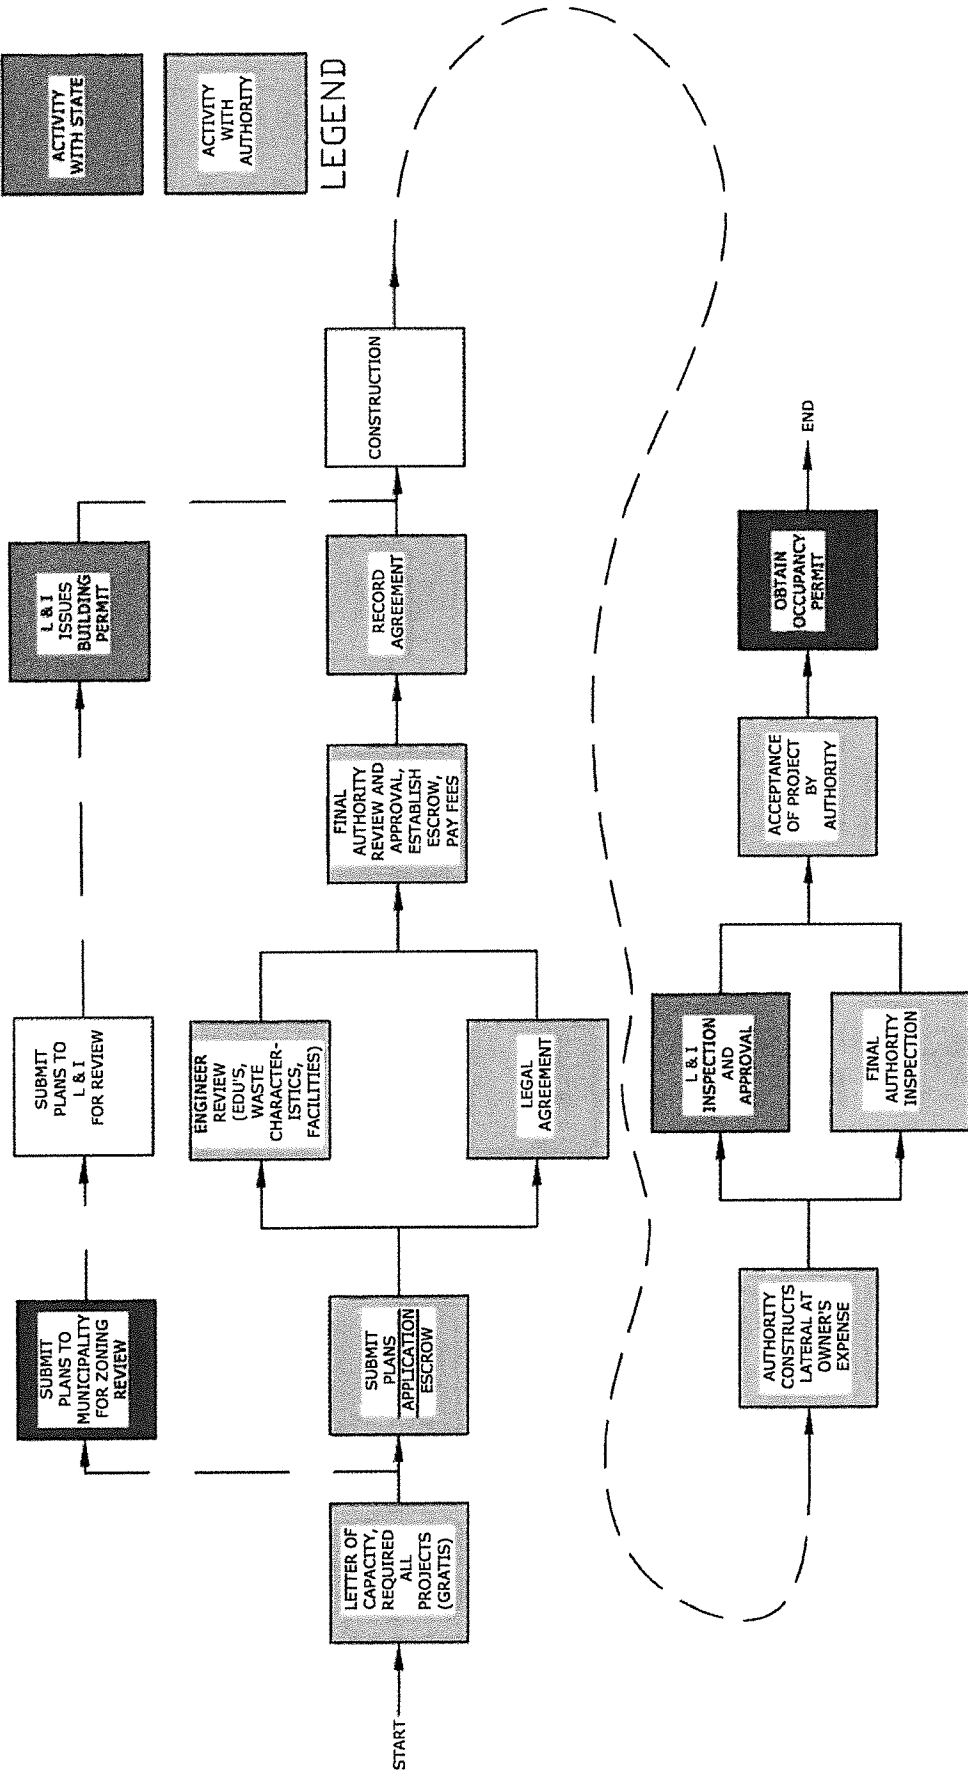 SUBMIT
PLANS TO
MUNICIPALITY
FOR ZONING
REVIEW
SUBMIT
PLANS TO
L & I
FOR REVIEW
L & I
ISSUES
BUILDING
PERMIT
ACTIVITY
WITH STATE
ACTIVITY
WITH
AUTHORITY
LEGEND
START
LETTER OF
CAPACITY,
REQUIRED
ALL
PROJECTS
(GRATIS)
SUBMIT
PLANS
APPLICATION
ESCROW
ENGINEER
REVIEW
(EDU'S,
WASTE
CHARACTER-
ISTICS,
FACILITIES)
LEGAL
AGREEMENT
FINAL
AUTHORITY
REVIEW AND
APPROVAL,
ESTABLISH
ESCROW,
PAY FEES
RECORD
AGREEMENT
CONSTRUCTION
AUTHORITY
CONSTRUCTS
LATERAL AT
OWNER'S
EXPENSE
L & I
INSPECTION
AND
APPROVAL
FINAL
AUTHORITY
INSPECTION
ACCEPTANCE
OF PROJECT
BY
AUTHORITY
OBTAIN
OCCUPANCY
PERMIT
END